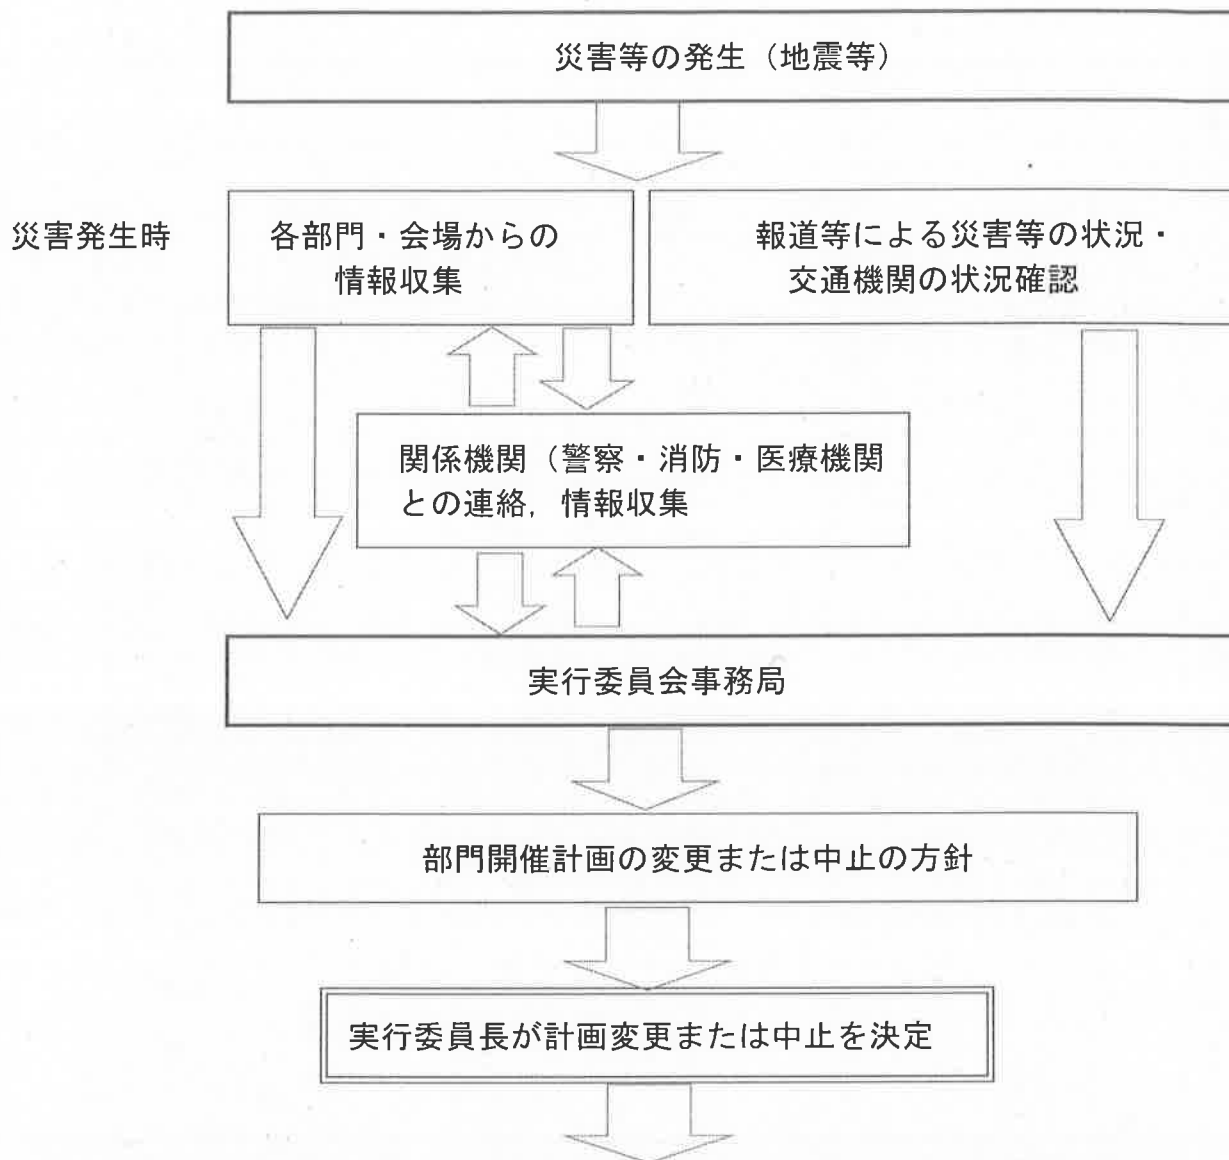 災害等の発生（地震等）
災害発生時
各部門・会場からの
情報収集
報道等による災害等の状況・
交通機関の状況確認
関係機関（警察・消防・医療機関
との連絡，情報収集
実行委員会事務局
部門開催計画の変更または中止の方針
実行委員長が計画変更または中止を決定